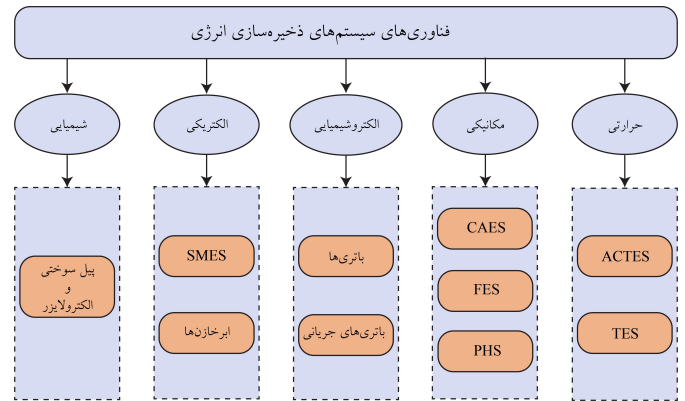 فناوری‌های سیستم‌های ذخیره‌سازی انرژی
حرارتی
مکانیکی
الکتروشیمیایی
الکتریکی
شیمیایی
ACTES
TES
CAES
FES
PHS
باتری‌ها
باتری‌های جریانی
SMES
ابرخازن‌ها
پیل سوختی
و
الکترولایزر